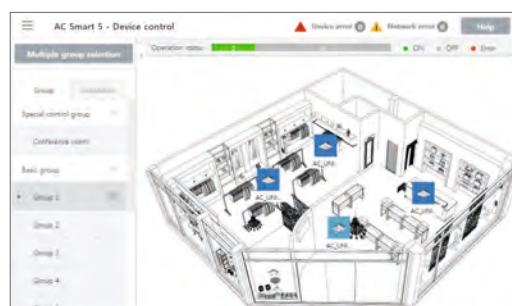 AC Smart 5 - Device control
Device error 0
Network error 0
Help
Multiple group selection
Operation status
ON
OFF
Error
Group
Special control group
Conference room
Basic group
Group 1
Group 2
Group 3
Group 4
AC_UNI...
AC_UNI...
AC_UNI...
AC_UNI...